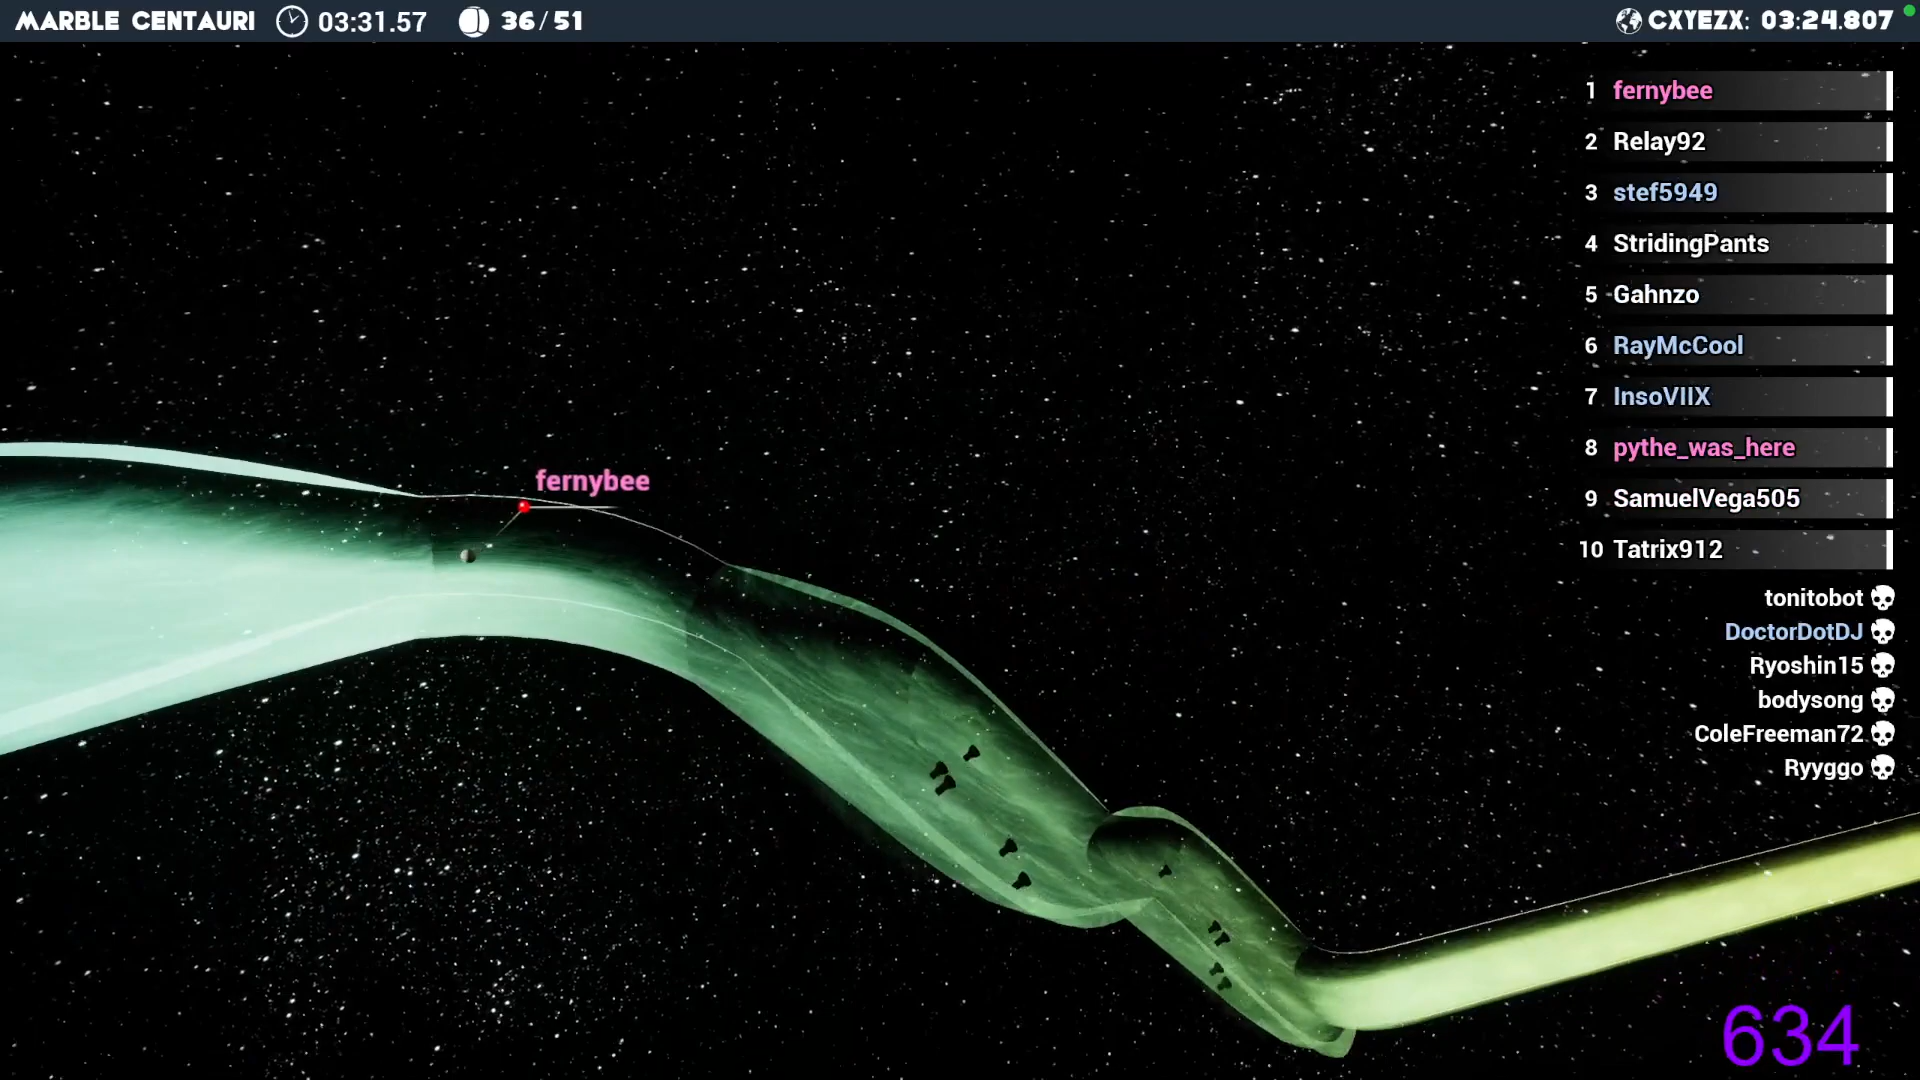 MARBLE CENTAURI 03:31.57 36/51
CXYEZX: 03:24.807
1 fernybee
2 Relay92
3 stef5949
4 StridingPants
5 Gahnzo
6 RayMcCool
7 InsoVIIX
8 pythe_was_here
9 SamuelVega505
10 Tatrix912
tonitobot
DoctorDotDJ
Ryoshin15
bodysong
ColeFreeman72
Ryyggo
fernybee
634